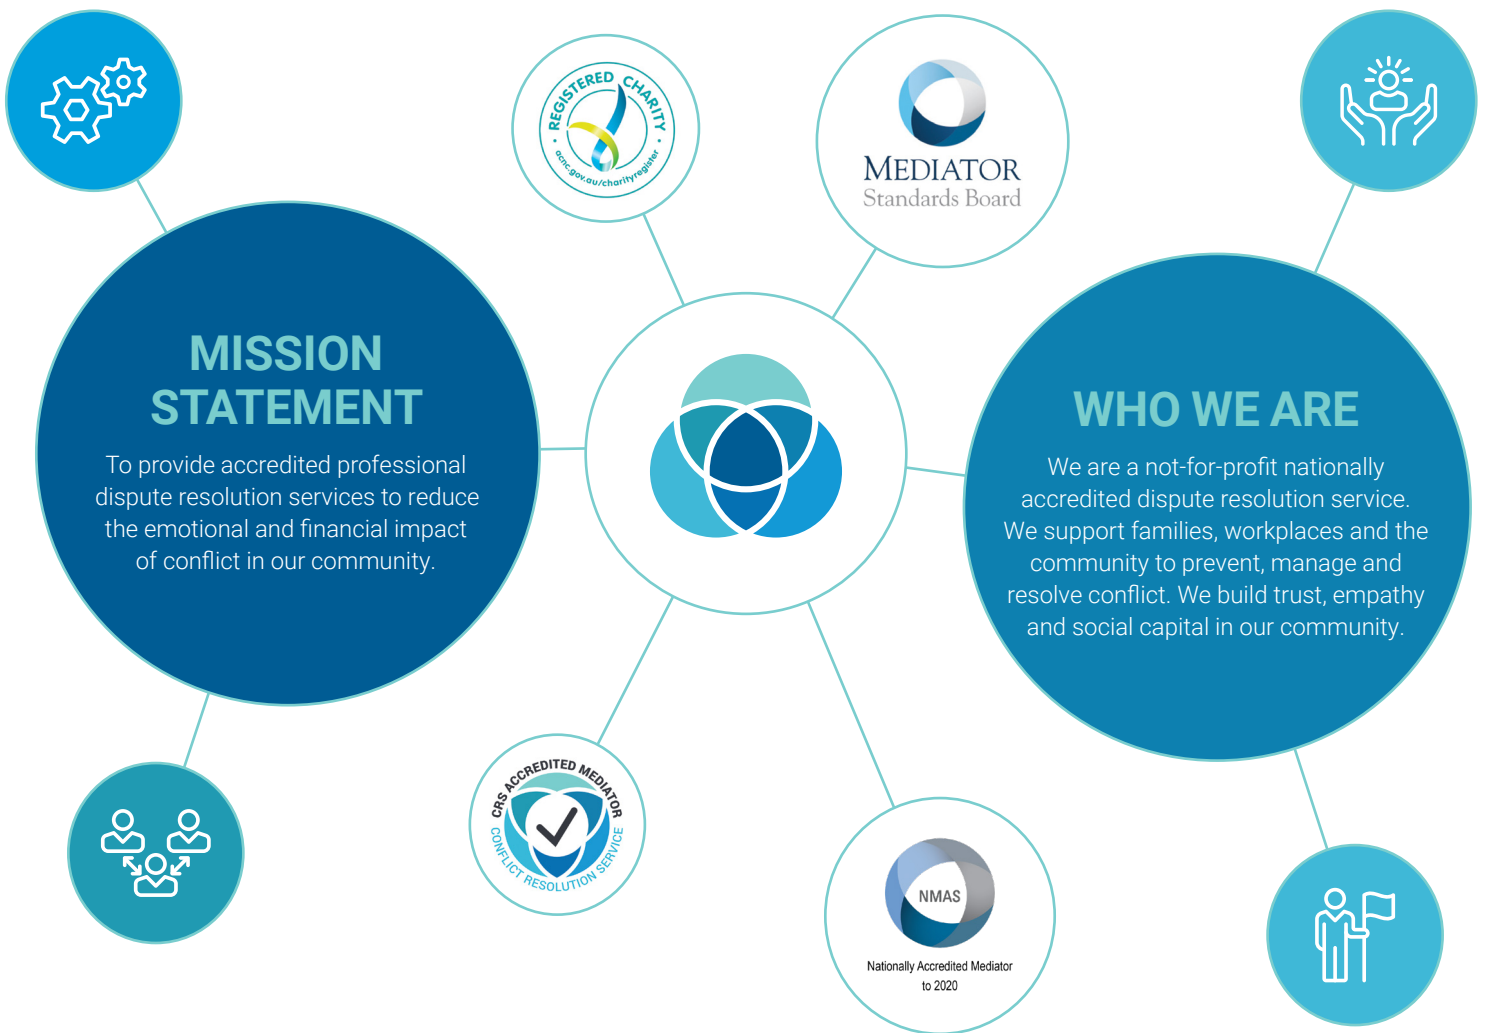 REGISTERED CHARITY
acnc.gov.au/charityregister
MEDIATOR
Standards Board
MISSION
STATEMENT
To provide accredited professional
dispute resolution services to reduce
the emotional and financial impact
of conflict in our community.
WHO WE ARE
We are a not-for-profit nationally
accredited dispute resolution service.
We support families, workplaces and the
community to prevent, manage and
resolve conflict. We build trust, empathy
and social capital in our community.
CRS ACCREDITED MEDIATOR
CONFLICT RESOLUTION SERVICE
NMAS
Nationally Accredited Mediator
to 2020